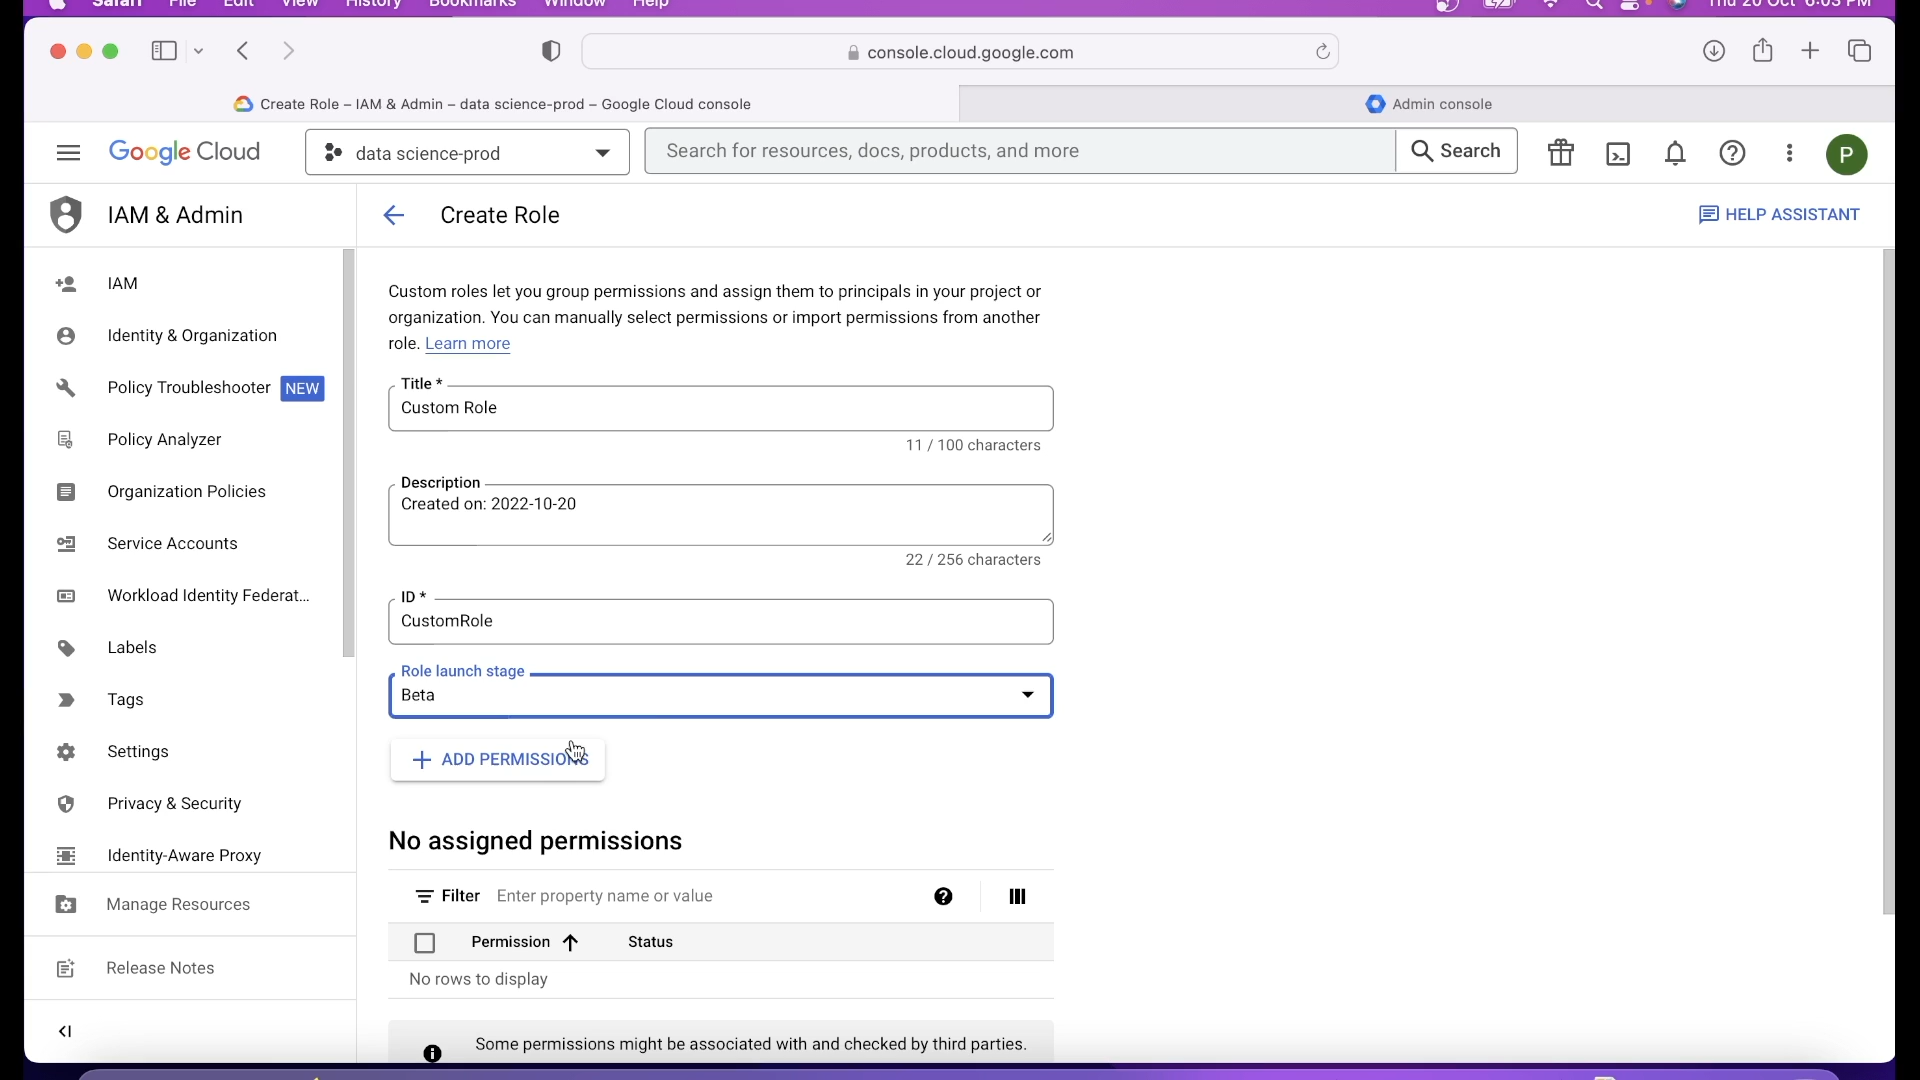 Safari File Edit View History Bookmarks Window Help Thu 20 Oct 6:03 PM
console.cloud.google.com
Create Role – IAM & Admin – data science-prod – Google Cloud console
Admin console
Google Cloud
data science-prod
Search for resources, docs, products, and more
Search
P
IAM & Admin
Create Role
HELP ASSISTANT
IAM
Identity & Organization
Policy Troubleshooter NEW
Policy Analyzer
Organization Policies
Service Accounts
Workload Identity Federat...
Labels
Tags
Settings
Privacy & Security
Identity-Aware Proxy
Manage Resources
Release Notes
Custom roles let you group permissions and assign them to principals in your project or
organization. You can manually select permissions or import permissions from another
role. Learn more
Title *
Custom Role
11 / 100 characters
Description
Created on: 2022-10-20
22 / 256 characters
ID *
CustomRole
Role launch stage
Beta
ADD PERMISSIONS
No assigned permissions
Filter Enter property name or value
Permission Status
No rows to display
Some permissions might be associated with and checked by third parties.